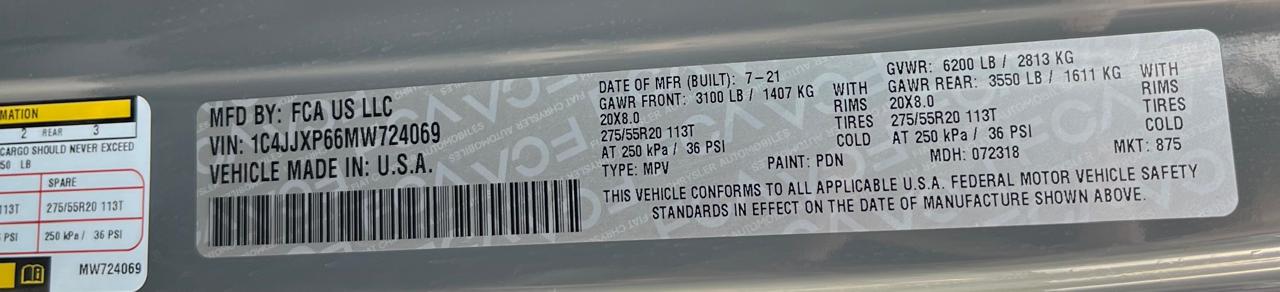 MATION
2 REAR 3
CARGO SHOULD NEVER EXCEED
50 LB
SPARE
113T 275/55R20 113T
PSI 250 kPa / 36 PSI
MW724069
MFD BY: FCA US LLC
VIN: 1C4JJXP66MW724069
VEHICLE MADE IN: U.S.A.
DATE OF MFR (BUILT): 7-21
GAWR FRONT: 3100 LB / 1407 KG WITH
20X8.0 RIMS
275/55R20 113T TIRES
AT 250 kPa / 36 PSI COLD
TYPE: MPV PAINT: PDN
GVWR: 6200 LB / 2813 KG
GAWR REAR: 3550 LB / 1611 KG WITH
20X8.0 RIMS
275/55R20 113T TIRES
AT 250 kPa / 36 PSI COLD
MDH: 072318 MKT: 875
THIS VEHICLE CONFORMS TO ALL APPLICABLE U.S.A. FEDERAL MOTOR VEHICLE SAFETY
STANDARDS IN EFFECT ON THE DATE OF MANUFACTURE SHOWN ABOVE.